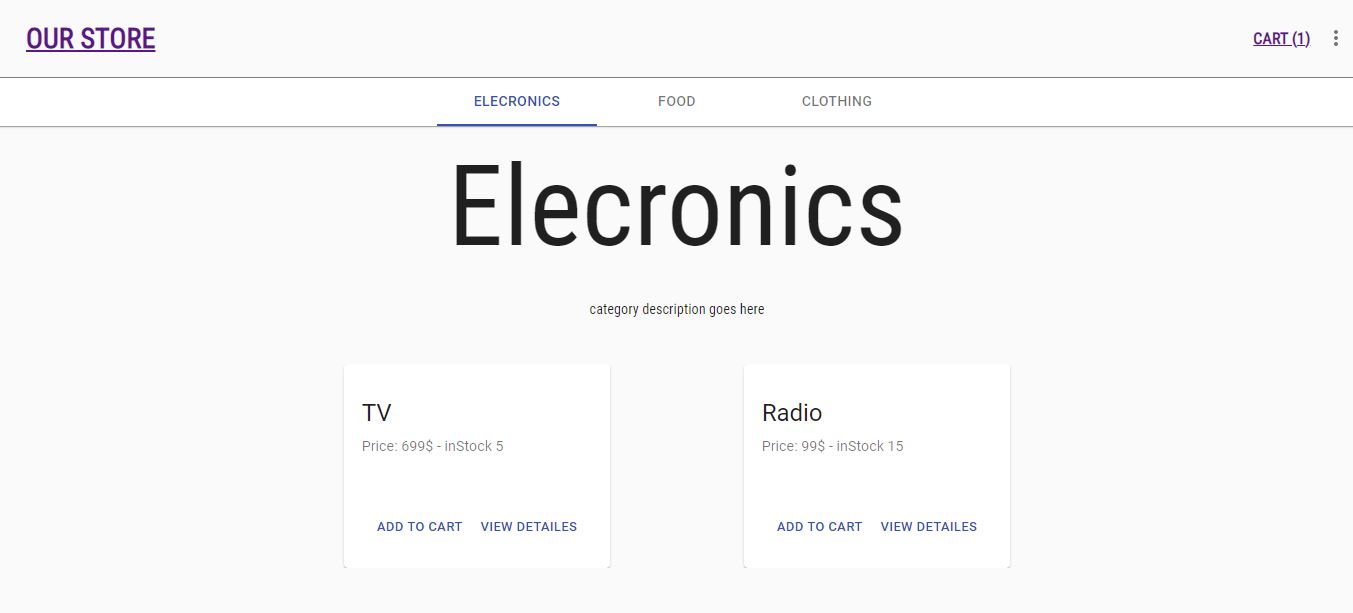 OUR STORE
CART (1)
ELECRONICS
FOOD
CLOTHING
Elecronics
category description goes here
TV
Price: 699$ - inStock 5
ADD TO CART
VIEW DETAILES
Radio
Price: 99$ - inStock 15
ADD TO CART
VIEW DETAILES